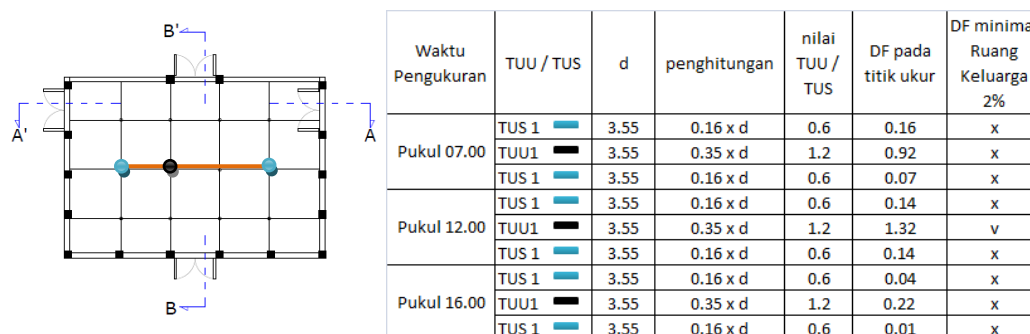 B'
A'
A
B
Waktu Pengukuran | TUU / TUS | d | penghitungan | nilai TUU / TUS | DF pada titik ukur | DF minima Ruang Keluarga 2%
Pukul 07.00 | TUS 1 | 3.55 | 0.16 x d | 0.6 | 0.16 | x
TUU1 | 3.55 | 0.35 x d | 1.2 | 0.92 | x
TUS 1 | 3.55 | 0.16 x d | 0.6 | 0.07 | x
Pukul 12.00 | TUS 1 | 3.55 | 0.16 x d | 0.6 | 0.14 | x
TUU1 | 3.55 | 0.35 x d | 1.2 | 1.32 | v
TUS 1 | 3.55 | 0.16 x d | 0.6 | 0.14 | x
Pukul 16.00 | TUS 1 | 3.55 | 0.16 x d | 0.6 | 0.04 | x
TUU1 | 3.55 | 0.35 x d | 1.2 | 0.22 | x
TUS 1 | 3.55 | 0.16 x d | 0.6 | 0.01 | x